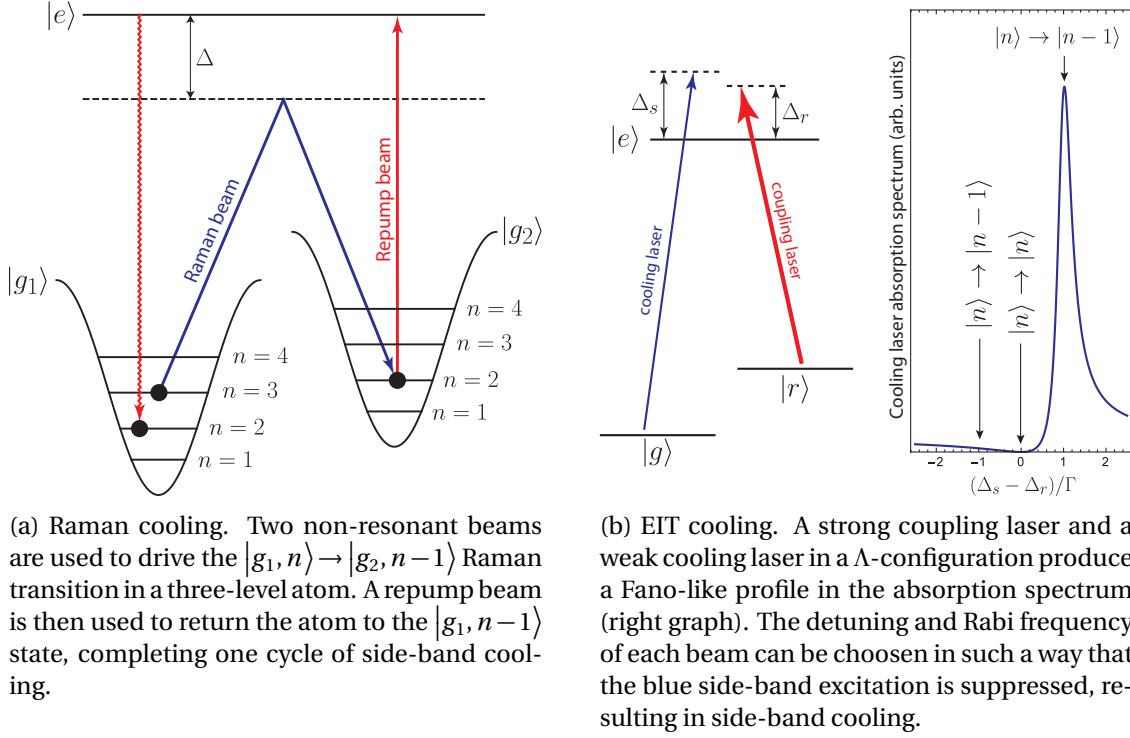 |e⟩
Δ
Raman beam
Repump beam
|g₁⟩
|g₂⟩
n = 4
n = 3
n = 2
n = 1
n = 4
n = 3
n = 2
n = 1
(a) Raman cooling. Two non-resonant beams
are used to drive the |g₁, n⟩ → |g₂, n − 1⟩ Raman
transition in a three-level atom. A repump beam
is then used to return the atom to the |g₁, n − 1⟩
state, completing one cycle of side-band cool-
ing.
Δₛ
Δᵣ
|e⟩
cooling laser
coupling laser
|r⟩
|g⟩
Cooling laser absorption spectrum (arb. units)
|n⟩ → |n − 1⟩
|n⟩ → |n − 1⟩
|n⟩ → |n⟩
−2 −1 0 1 2
(Δₛ − Δᵣ)/Γ
(b) EIT cooling. A strong coupling laser and a
weak cooling laser in a Λ-configuration produce
a Fano-like profile in the absorption spectrum
(right graph). The detuning and Rabi frequency
of each beam can be choosen in such a way that
the blue side-band excitation is suppressed, re-
sulting in side-band cooling.